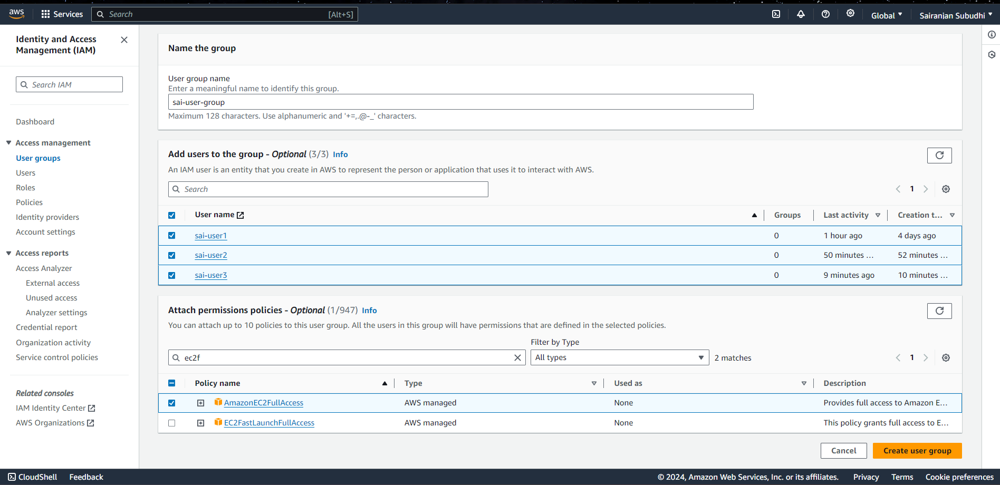 aws Services Search [Alt+S] Global Sairanjan Subudhi
Identity and Access
Management (IAM)
Search IAM
Dashboard
Access management
User groups
Users
Roles
Policies
Identity providers
Account settings
Access reports
Access Analyzer
External access
Unused access
Analyzer settings
Credential report
Organization activity
Service control policies
Related consoles
IAM Identity Center
AWS Organizations
Name the group
User group name
Enter a meaningful name to identify this group.
sai-user-group
Maximum 128 characters. Use alphanumeric and '+=,.@-_' characters.
Add users to the group - Optional (3/3) Info
An IAM user is an entity that you create in AWS to represent the person or application that uses it to interact with AWS.
Search
1
User name Groups Last activity Creation t...
sai-user1 0 1 hour ago 4 days ago
sai-user2 0 50 minutes ... 52 minutes ...
sai-user3 0 9 minutes ago 10 minutes ...
Attach permissions policies - Optional (1/947) Info
You can attach up to 10 policies to this user group. All the users in this group will have permissions that are defined in the selected policies.
Filter by Type
ec2f All types 2 matches 1
Policy name Type Used as Description
AmazonEC2FullAccess AWS managed None Provides full access to Amazon E...
EC2FastLaunchFullAccess AWS managed None This policy grants full access to E...
Cancel Create user group
CloudShell Feedback © 2024, Amazon Web Services, Inc. or its affiliates. Privacy Terms Cookie preferences